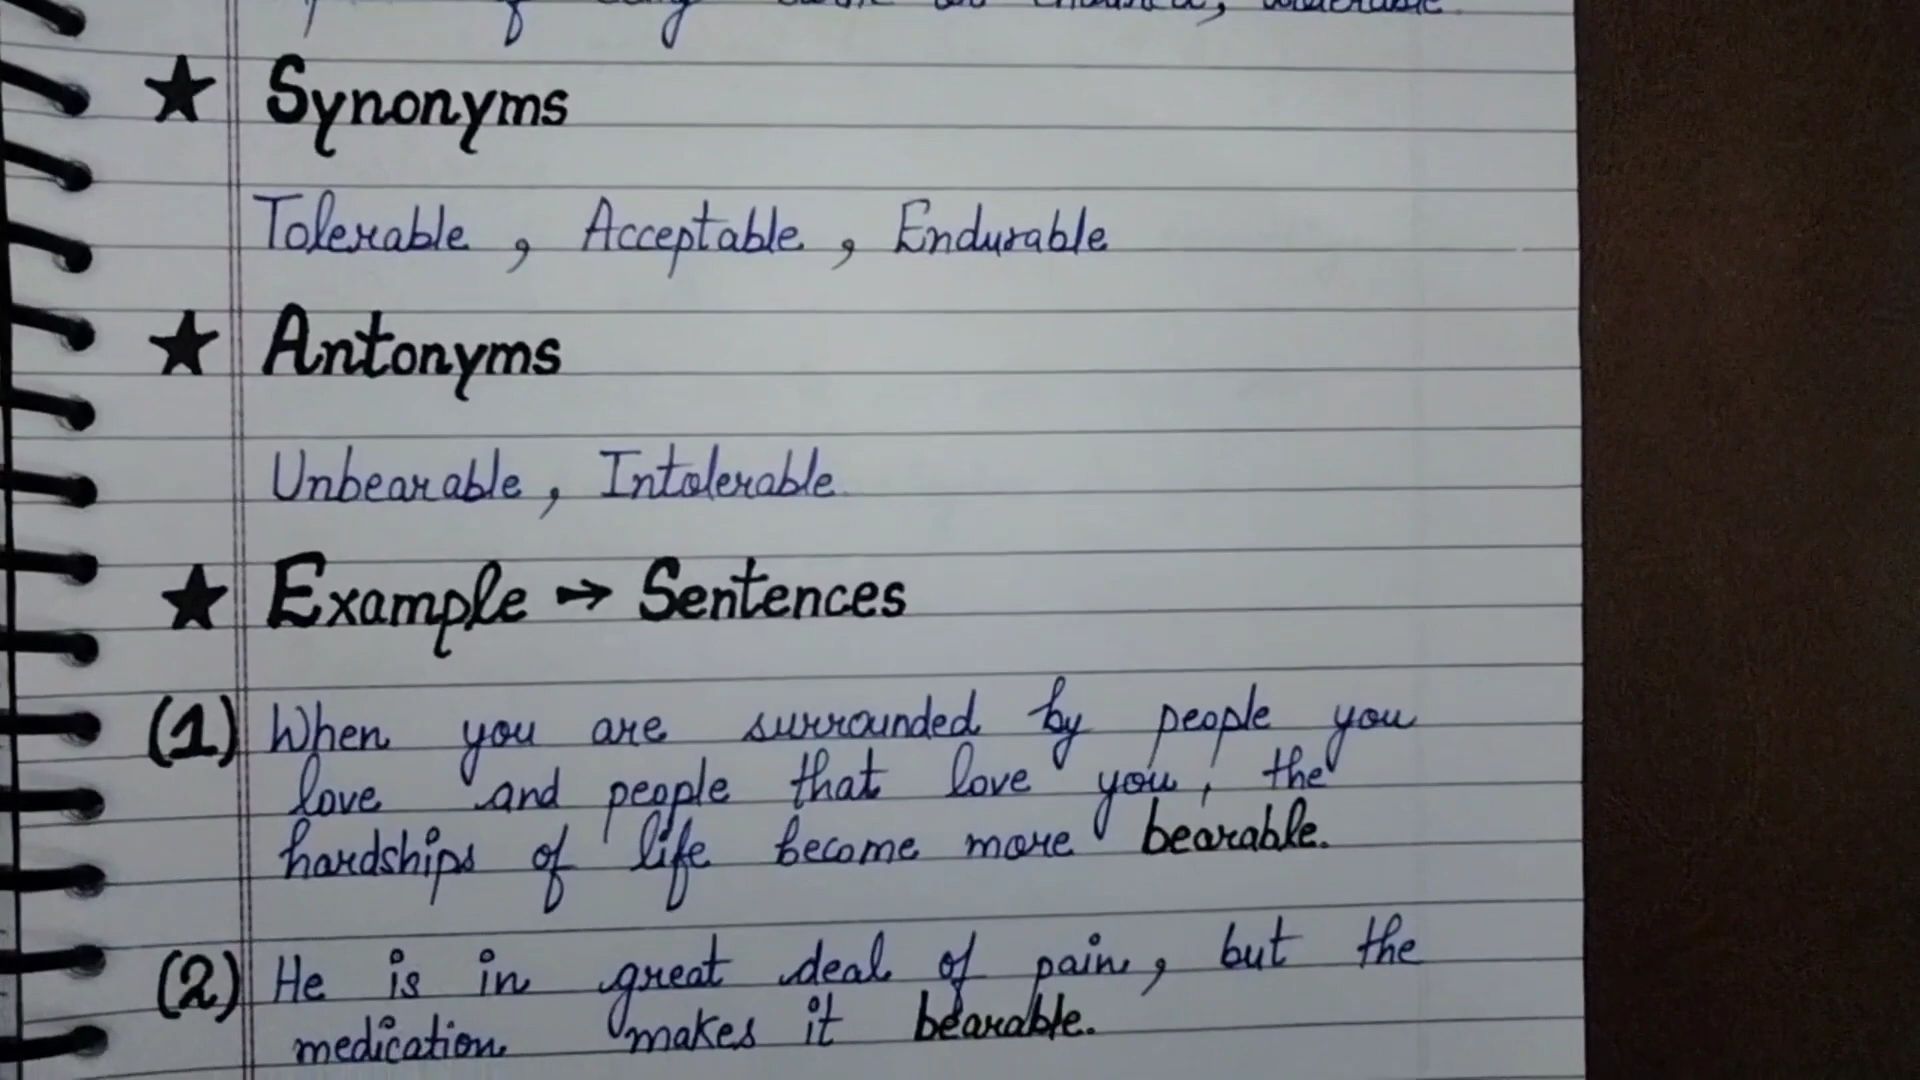 of being
★ Synonyms
Tolerable, Acceptable, Endurable
★ Antonyms
Unbearable, Intolerable
★ Example → Sentences
(1) When you are surrounded by people you
love and people that love you, the
hardships of life become more bearable.
(2) He is in great deal of pain, but the
medication makes it bearable.